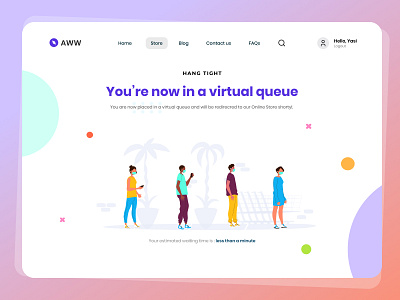 AWW
Home
Store
Blog
Contact us
FAQs
Hello, Yasi
Logout
HANG TIGHT
You're now in a virtual queue
You are now placed in a virtual queue and will be redirected to our Online Store shortly.
Your estimated waiting time is less than a minute